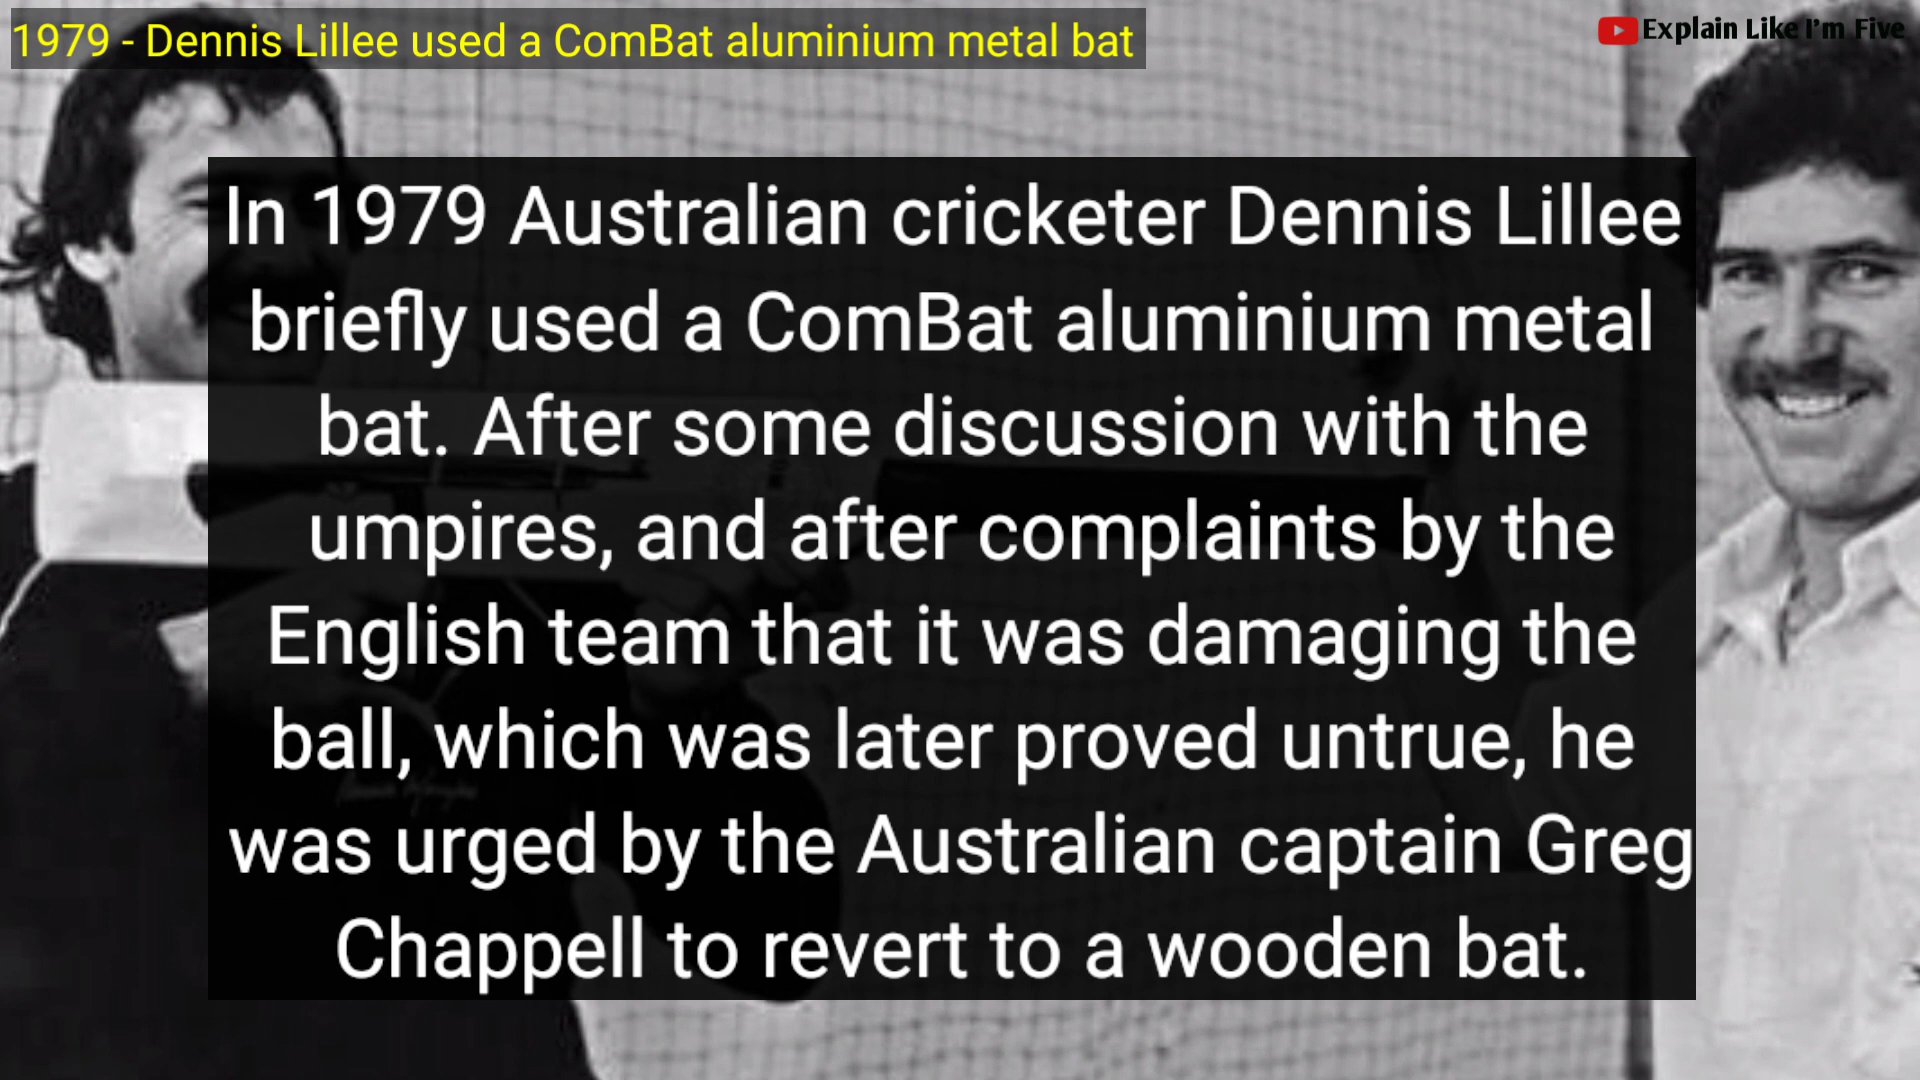 1979 - Dennis Lillee used a ComBat aluminium metal bat
Explain Like I'm Five
In 1979 Australian cricketer Dennis Lillee
briefly used a ComBat aluminium metal
bat. After some discussion with the
umpires, and after complaints by the
English team that it was damaging the
ball, which was later proved untrue, he
was urged by the Australian captain Greg
Chappell to revert to a wooden bat.